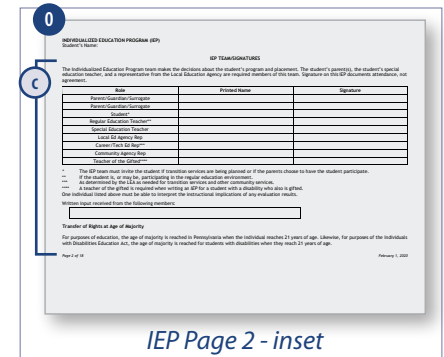 0
INDIVIDUALIZED EDUCATION PROGRAM (IEP)
Student's Name:
IEP TEAM/SIGNATURES
The Individualized Education Program team makes the decisions about the student's program and placement. The student's parent(s), the student's special
education teacher, and a representative from the Local Education Agency are required members of this team. Signature on this IEP documents attendance, not
agreement.
c
Role Printed Name Signature
Parent/Guardian/Surrogate
Parent/Guardian/Surrogate
Student*
Regular Education Teacher**
Special Education Teacher
Local Ed Agency Rep
Career/Tech Ed Rep***
Community Agency Rep
Teacher of the Gifted****
* The IEP team must invite the student if transition services are being planned or if the parents choose to have the student participate.
** If the student is, or may be, participating in the regular education environment.
*** As determined by the LEA as needed for transition services and other community services.
**** A teacher of the gifted is required when writing an IEP for a student with a disability who also is gifted.
One individual listed above must be able to interpret the instructional implications of any evaluation results.
Written input received from the following members:
Transfer of Rights at Age of Majority
For purposes of education, the age of majority is reached in Pennsylvania when the individual reaches 21 years of age. Likewise, for purposes of the Individuals
with Disabilities Education Act, the age of majority is reached for students with disabilities when they reach 21 years of age.
Page 2 of 18 February 1, 2020
IEP Page 2 - inset